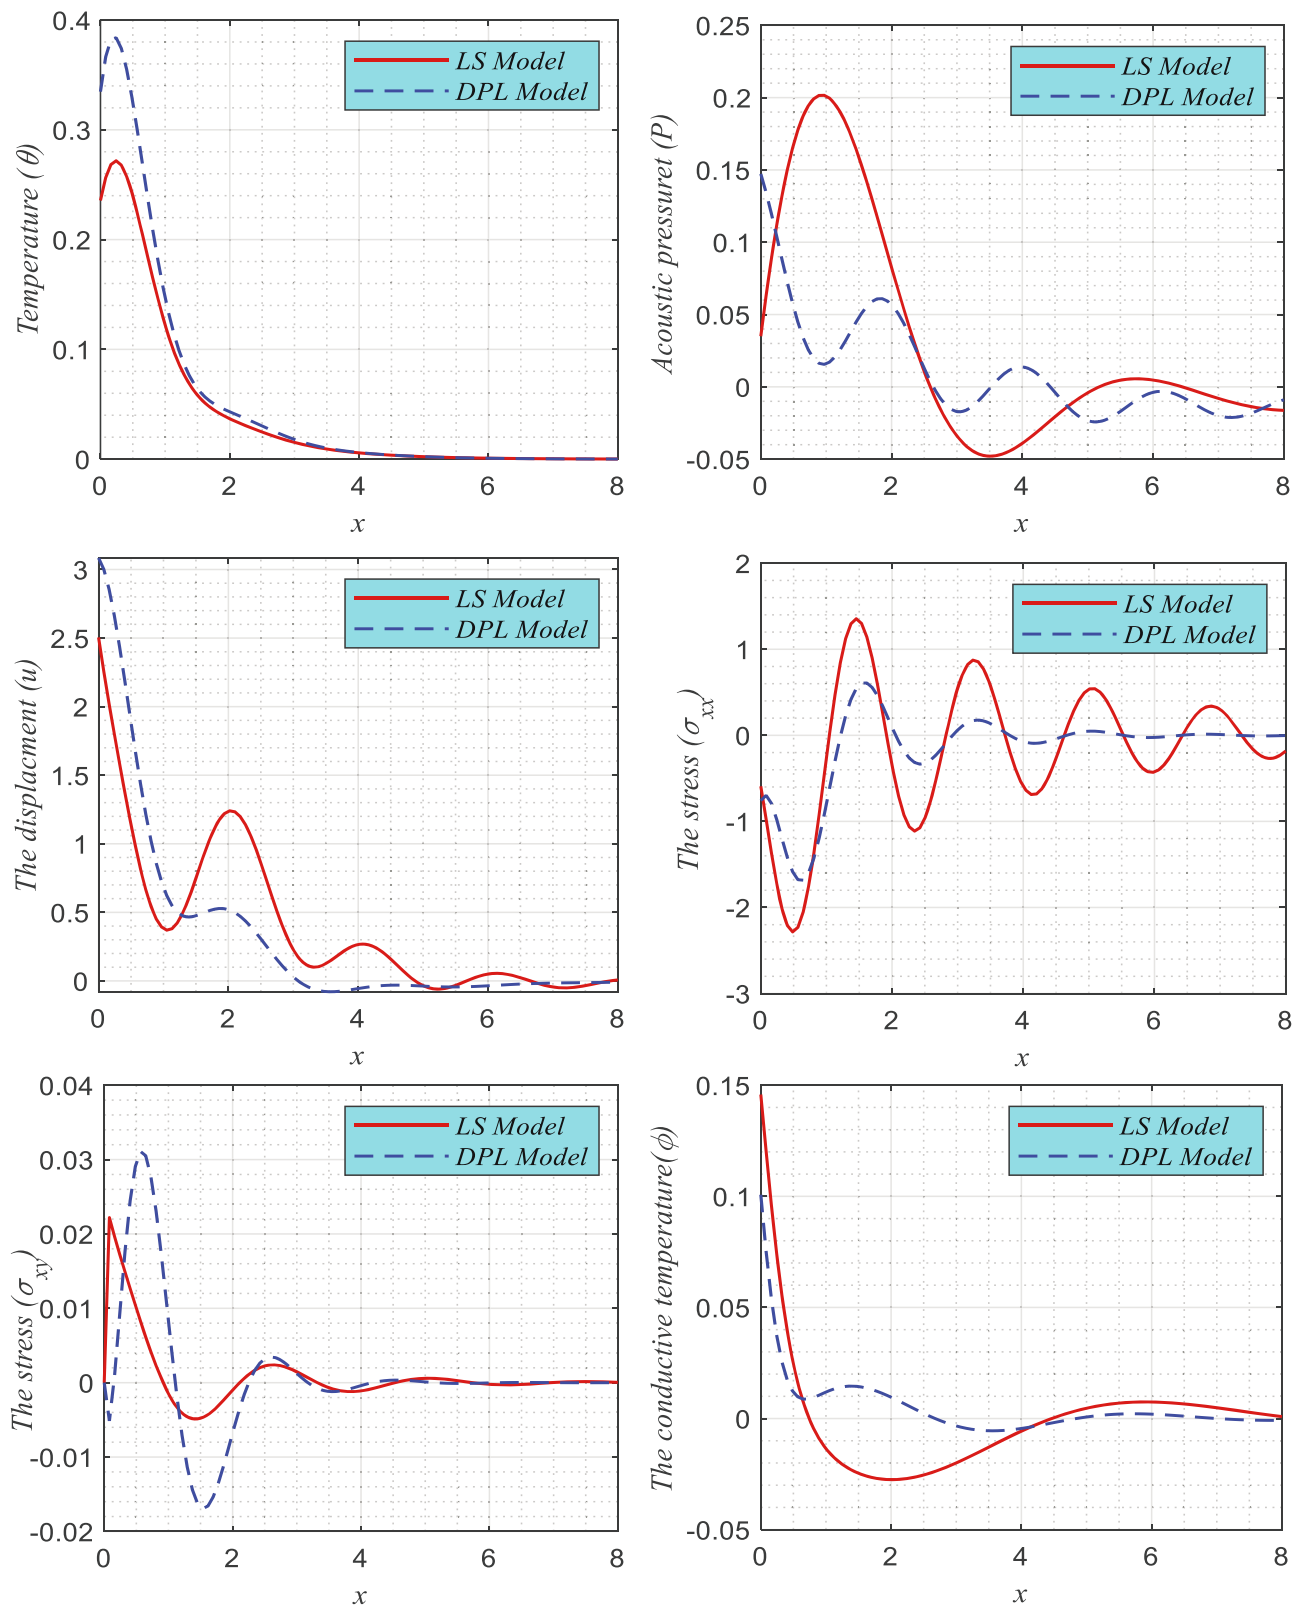 0.4
0.3
0.2
0.1
0
Temperature (θ)
LS Model
DPL Model
0 2 4 6 8
x
0.25
0.2
0.15
0.1
0.05
0
-0.05
Acoustic pressuret (P)
LS Model
DPL Model
0 2 4 6 8
x
3
2.5
2
1.5
1
0.5
0
The displacment (u)
LS Model
DPL Model
0 2 4 6 8
x
2
1
0
-1
-2
-3
The stress (σxx)
LS Model
DPL Model
0 2 4 6 8
x
0.04
0.03
0.02
0.01
0
-0.01
-0.02
The stress (σxy)
LS Model
DPL Model
0 2 4 6 8
x
0.15
0.1
0.05
0
-0.05
The conductive temperature(ϕ)
LS Model
DPL Model
0 2 4 6 8
x